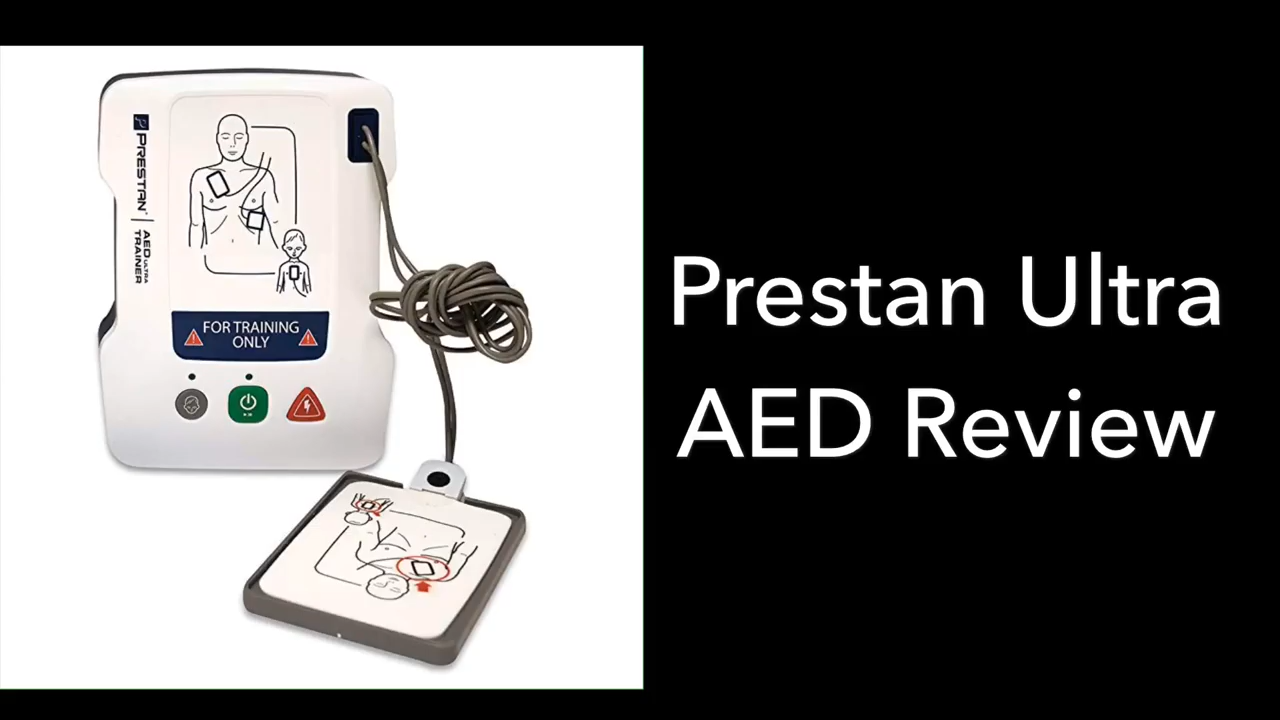 PRESTAN
AED ULTRA
TRAINER
FOR TRAINING
ONLY
Prestan Ultra
AED Review